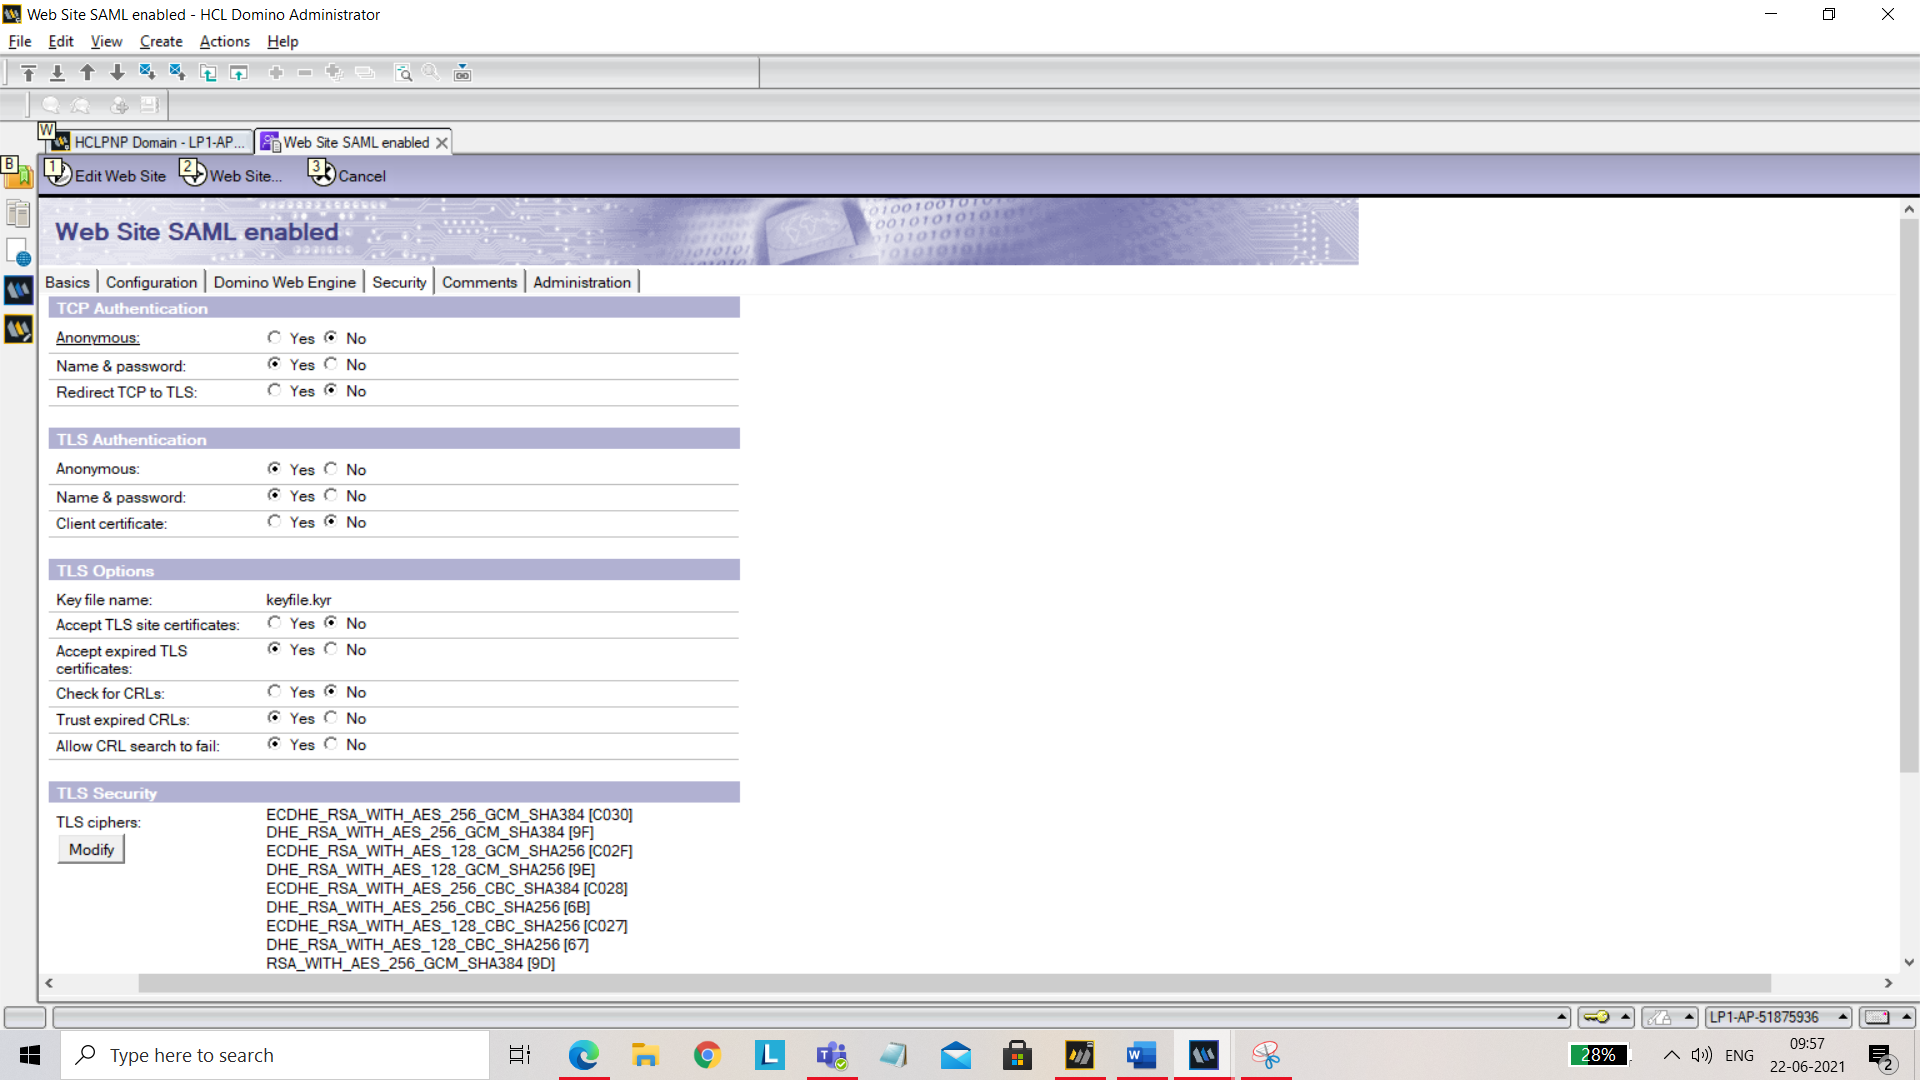 Web Site SAML enabled - HCL Domino Administrator
File Edit View Create Actions Help
W
HCLPNP Domain - LP1-AP... Web Site SAML enabled
B
1 Edit Web Site 2 Web Site... 3 Cancel
Web Site SAML enabled
Basics Configuration Domino Web Engine Security Comments Administration
TCP Authentication
Anonymous: Yes No
Name & password: Yes No
Redirect TCP to TLS: Yes No
TLS Authentication
Anonymous: Yes No
Name & password: Yes No
Client certificate: Yes No
TLS Options
Key file name: keyfile.kyr
Accept TLS site certificates: Yes No
Accept expired TLS Yes No
certificates:
Check for CRLs: Yes No
Trust expired CRLs: Yes No
Allow CRL search to fail: Yes No
TLS Security
ECDHE_RSA_WITH_AES_256_GCM_SHA384 [C030]
TLS ciphers:
DHE_RSA_WITH_AES_256_GCM_SHA384 [9F]
Modify
ECDHE_RSA_WITH_AES_128_GCM_SHA256 [C02F]
DHE_RSA_WITH_AES_128_GCM_SHA256 [9E]
ECDHE_RSA_WITH_AES_256_CBC_SHA384 [C028]
DHE_RSA_WITH_AES_256_CBC_SHA256 [6B]
ECDHE_RSA_WITH_AES_128_CBC_SHA256 [C027]
DHE_RSA_WITH_AES_128_CBC_SHA256 [67]
RSA_WITH_AES_256_GCM_SHA384 [9D]
LP1-AP-51875936
Type here to search
28%
ENG
09:57
22-06-2021
2